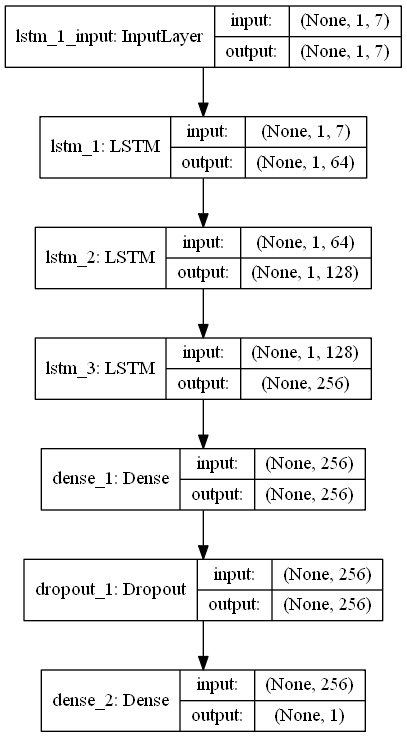 lstm_1_input: InputLayer
input: (None, 1, 7)
output: (None, 1, 7)
lstm_1: LSTM
input: (None, 1, 7)
output: (None, 1, 64)
lstm_2: LSTM
input: (None, 1, 64)
output: (None, 1, 128)
lstm_3: LSTM
input: (None, 1, 128)
output: (None, 256)
dense_1: Dense
input: (None, 256)
output: (None, 256)
dropout_1: Dropout
input: (None, 256)
output: (None, 256)
dense_2: Dense
input: (None, 256)
output: (None, 1)